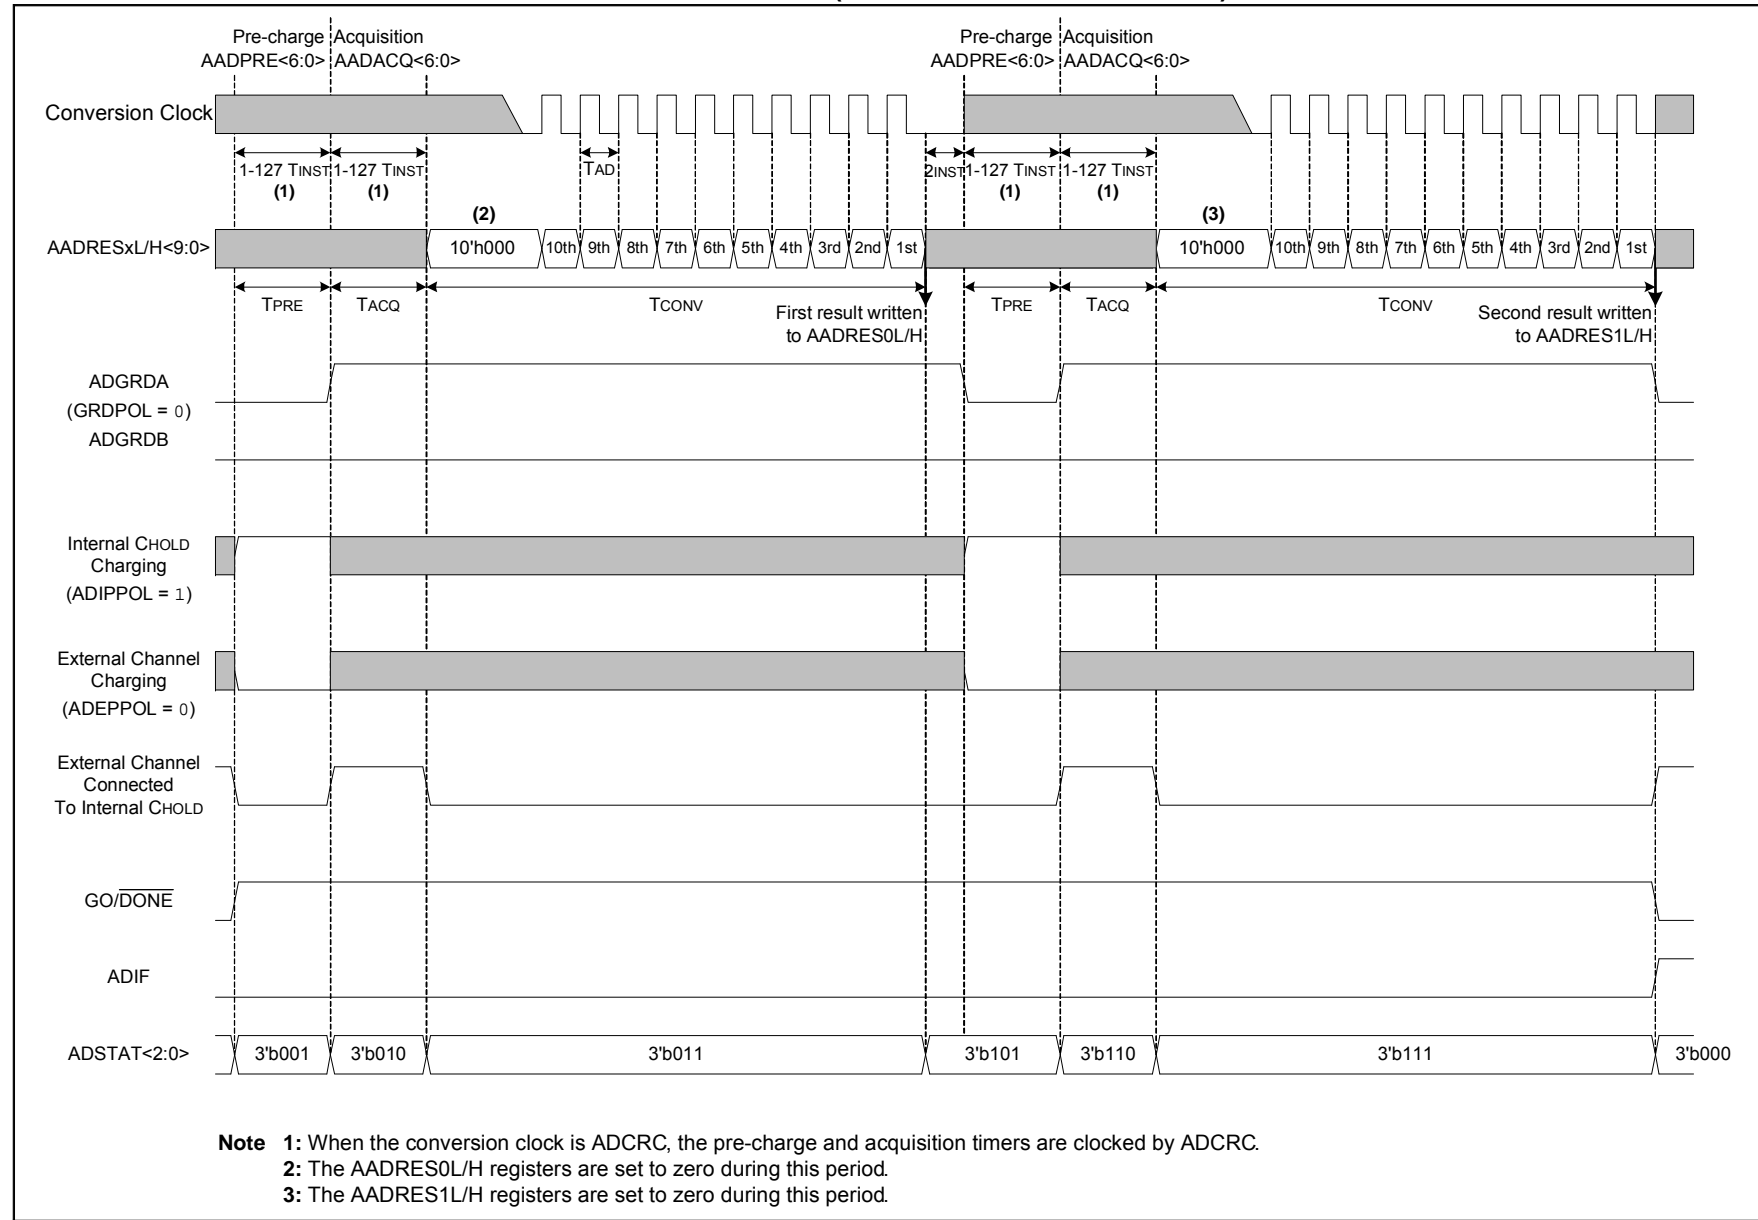 Pre-charge Acquisition Pre-charge Acquisition
AADPRE<6:0> AADACQ<6:0> AADPRE<6:0> AADACQ<6:0>
Conversion Clock
1-127 TINST 1-127 TINST TAD 2INST 1-127 TINST 1-127 TINST
(1) (1) (1) (1)
(2) (3)
AADRESxL/H<9:0> 10'h000 10th 9th 8th 7th 6th 5th 4th 3rd 2nd 1st 10'h000 10th 9th 8th 7th 6th 5th 4th 3rd 2nd 1st
TPRE TACQ TCONV TPRE TACQ TCONV
First result written Second result written
to AADRES0L/H to AADRES1L/H
ADGRDA
(GRDPOL = 0)
ADGRDB
Internal CHOLD
Charging
(ADIPPOL = 1)
External Channel
Charging
(ADEPPOL = 0)
External Channel
Connected
To Internal CHOLD
GO/DONE
ADIF
ADSTAT<2:0> 3'b001 3'b010 3'b011 3'b101 3'b110 3'b111 3'b000
Note 1: When the conversion clock is ADCRC, the pre-charge and acquisition timers are clocked by ADCRC.
2: The AADRES0L/H registers are set to zero during this period.
3: The AADRES1L/H registers are set to zero during this period.